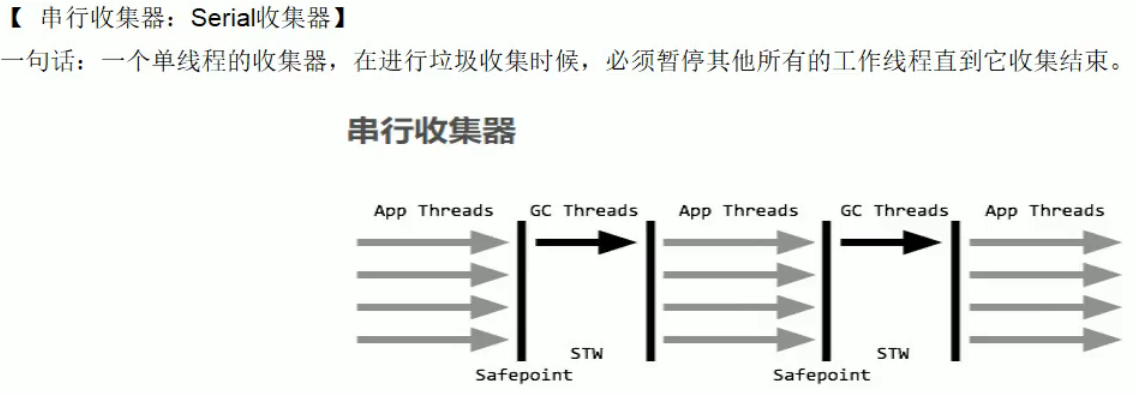 【 串行收集器：Serial收集器】
一句话：一个单线程的收集器，在进行垃圾收集时候，必须暂停其他所有的工作线程直到它收集结束。
串行收集器
App Threads GC Threads App Threads GC Threads App Threads
STW STW
Safepoint Safepoint